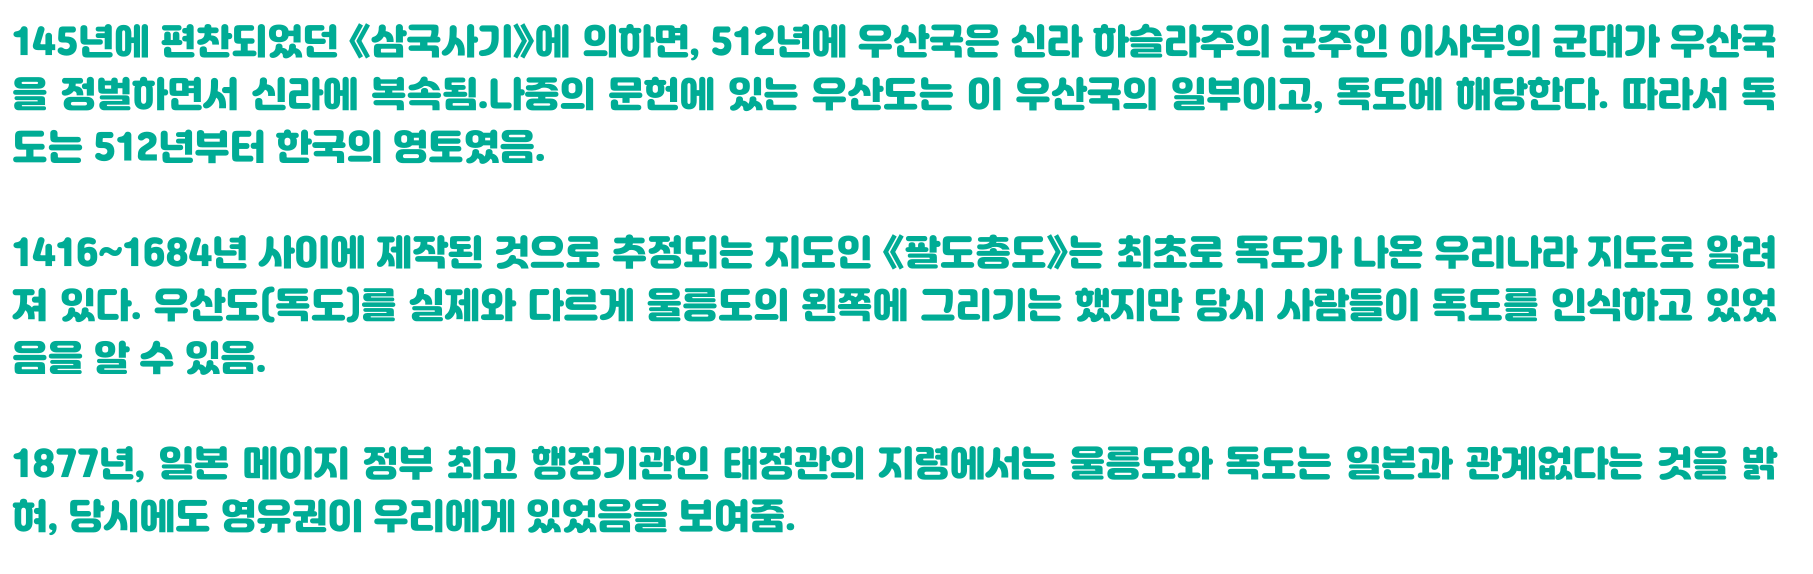 145년에 편찬되었던 《삼국사기》에 의하면, 512년에 우산국은 신라 하슬라주의 군주인 이사부의 군대가 우산국
을 정벌하면서 신라에 복속됨.나중의 문헌에 있는 우산도는 이 우산국의 일부이고, 독도에 해당한다. 따라서 독
도는 512년부터 한국의 영토였음.
1416~1684년 사이에 제작된 것으로 추정되는 지도인 《팔도총도》는 최초로 독도가 나온 우리나라 지도로 알려
져 있다. 우산도(독도)를 실제와 다르게 울릉도의 왼쪽에 그리기는 했지만 당시 사람들이 독도를 인식하고 있었
음을 알 수 있음.
1877년, 일본 메이지 정부 최고 행정기관인 태정관의 지령에서는 울릉도와 독도는 일본과 관계없다는 것을 밝
혀, 당시에도 영유권이 우리에게 있었음을 보여줌.